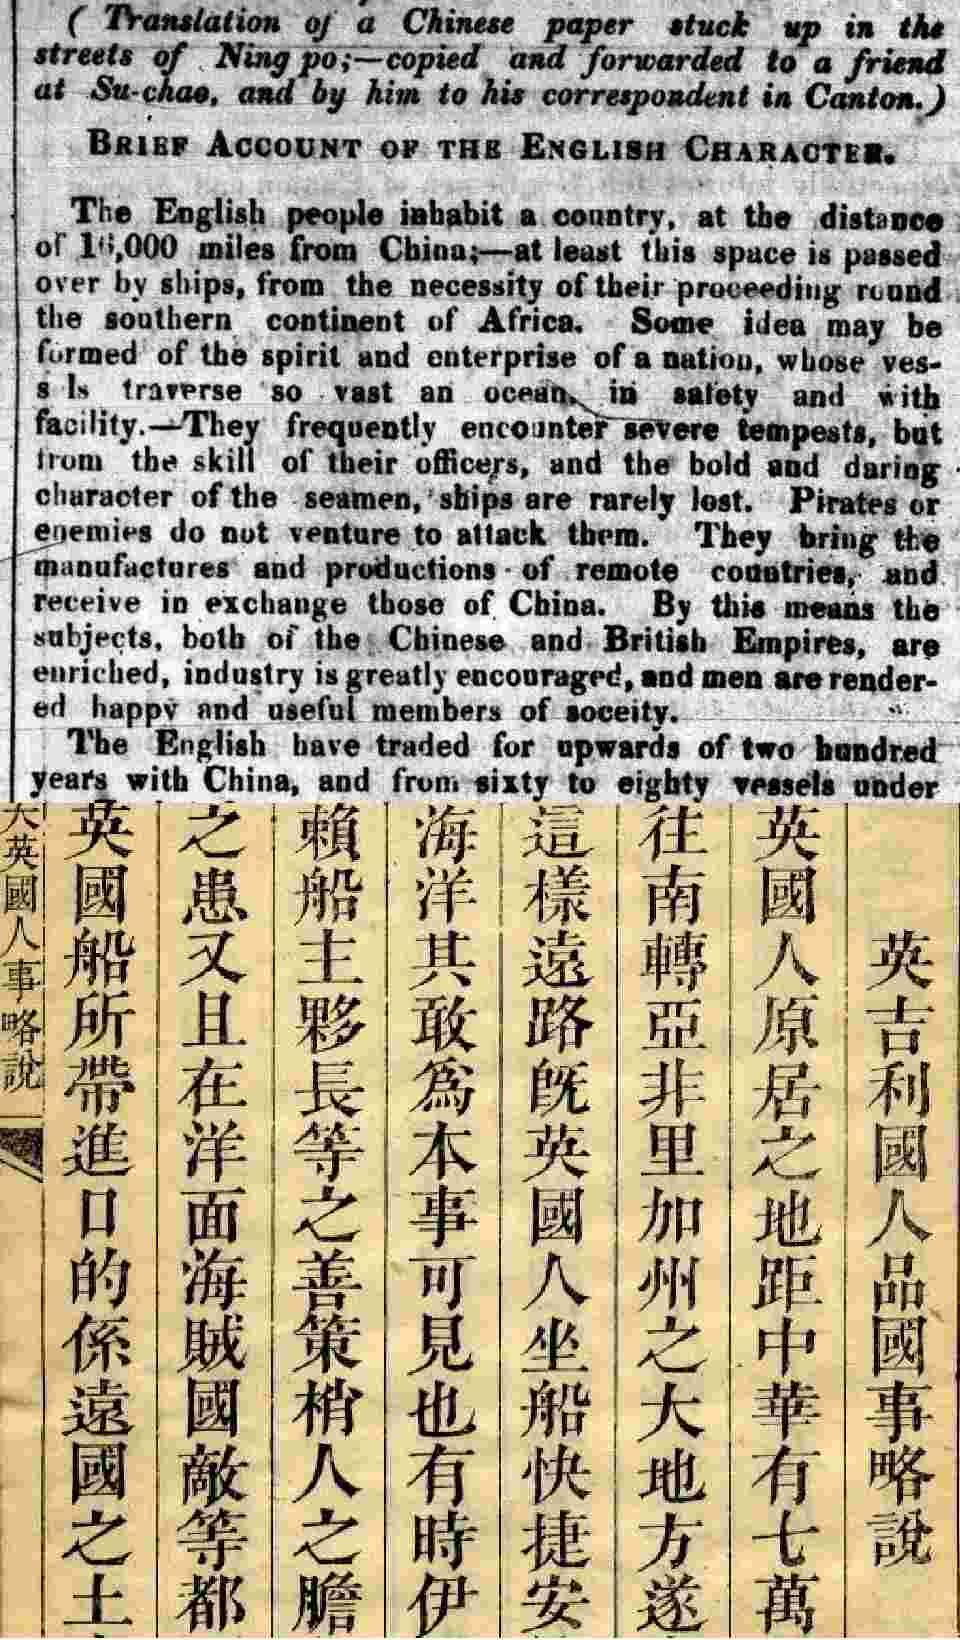 ( Translation of a Chinese paper stuck up in the
streets of Ning po;—copied and forwarded to a friend
at Su-chao, and by him to his correspondent in Canton.)
BRIEF ACCOUNT OF THE ENGLISH CHARACTER.
The English people inhabit a country, at the distance
of 16,000 miles from China;—at least this space is passed
over by ships, from the necessity of their proceeding round
the southern continent of Africa. Some idea may be
formed of the spirit and enterprise of a nation, whose ves-
s ls traverse so vast an ocean, in safety and with
facility.—They frequently encounter severe tempests, but
from the skill of their officers, and the bold and daring
character of the seamen, ships are rarely lost. Pirates or
enemies do not venture to attack them. They bring the
manufactures and productions of remote countries, and
receive in exchange those of China. By this means the
subjects, both of the Chinese and British Empires, are
enriched, industry is greatly encouraged, and men are render-
ed happy and useful members of soceity.
The English have traded for upwards of two hundred
years with China, and from sixty to eighty vessels under
英吉利國人品國事略說
英國人原居之地距中華有七萬
往南轉亞非里加州之大地方遂
這樣遠路旣英國人坐船快捷安
海洋其敢爲本事可見也有時伊
賴船主夥長等之善策梢人之膽
之患又且在洋面海賊國敵等都
英國船所帶進口的係遠國之土
大英國人事略說